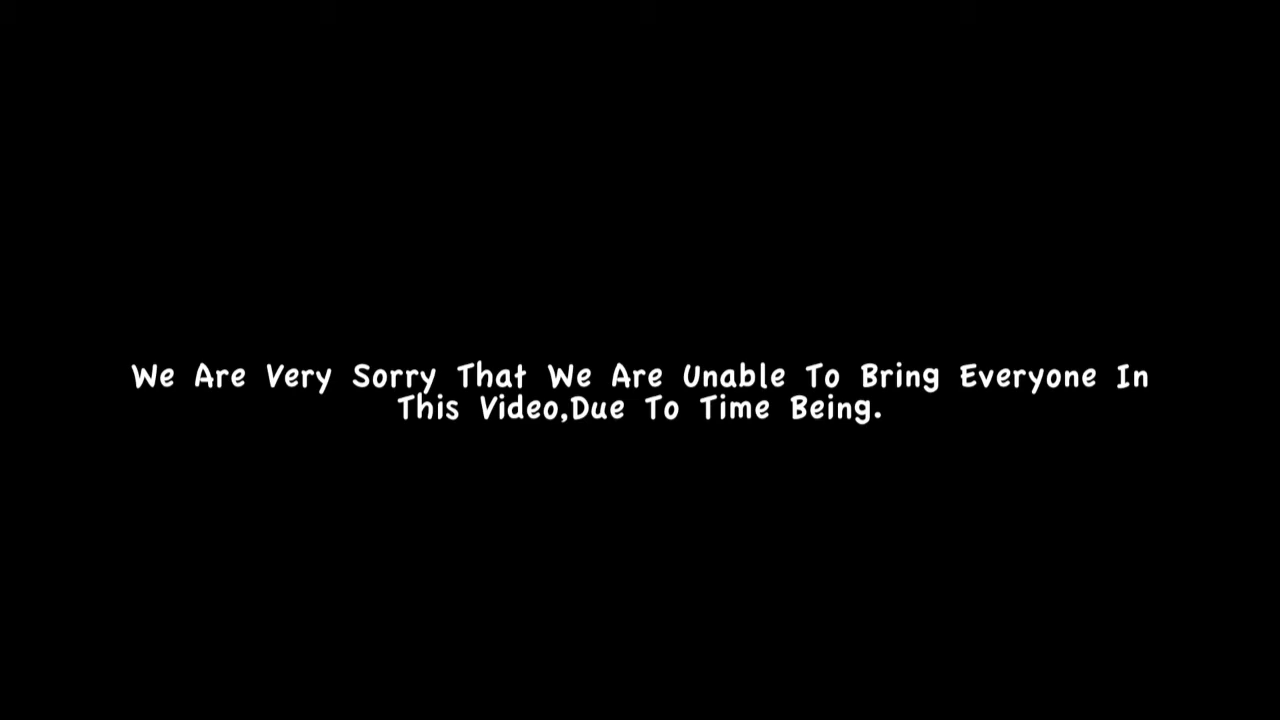 We Are Very Sorry That We Are Unable To Bring Everyone In
This Video,Due To Time Being.